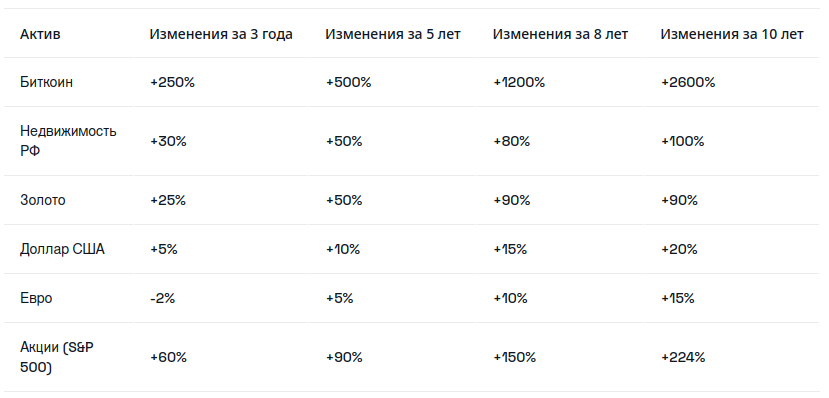 Актив Изменения за 3 года Изменения за 5 лет Изменения за 8 лет Изменения за 10 лет
Биткоин +250% +500% +1200% +2600%
Недвижимость
РФ +30% +50% +80% +100%
Золото +25% +50% +90% +90%
Доллар США +5% +10% +15% +20%
Евро -2% +5% +10% +15%
Акции (S&P
500) +60% +90% +150% +224%